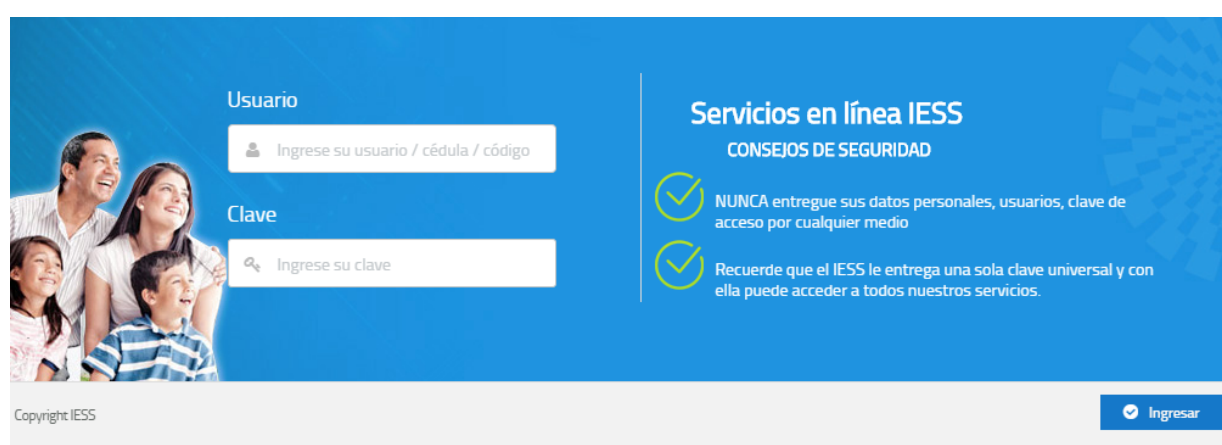 Usuario
Ingrese su usuario / cédula / código
Clave
Ingrese su clave
Servicios en línea IESS
CONSEJOS DE SEGURIDAD
NUNCA entregue sus datos personales, usuarios, clave de
acceso por cualquier medio
Recuerde que el IESS le entrega una sola clave universal y con
ella puede acceder a todos nuestros servicios.
Copyright IESS
Ingresar